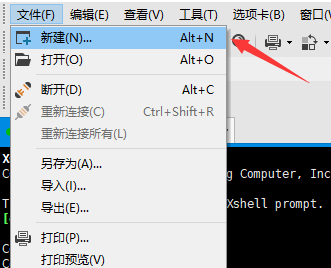 文件(F) 编辑(E) 查看(V) 工具(T) 选项卡(B) 窗口
新建(N)... Alt+N
打开(O) Alt+O
断开(D) Alt+C
重新连接(C) Ctrl+Shift+R
重新连接所有(L)
另存为(A)...
X
C g Computer, Inc
导入(I)...
导出(E)...
T Xshell prompt.
[
打印(P)...
C
打印预览(V)
C